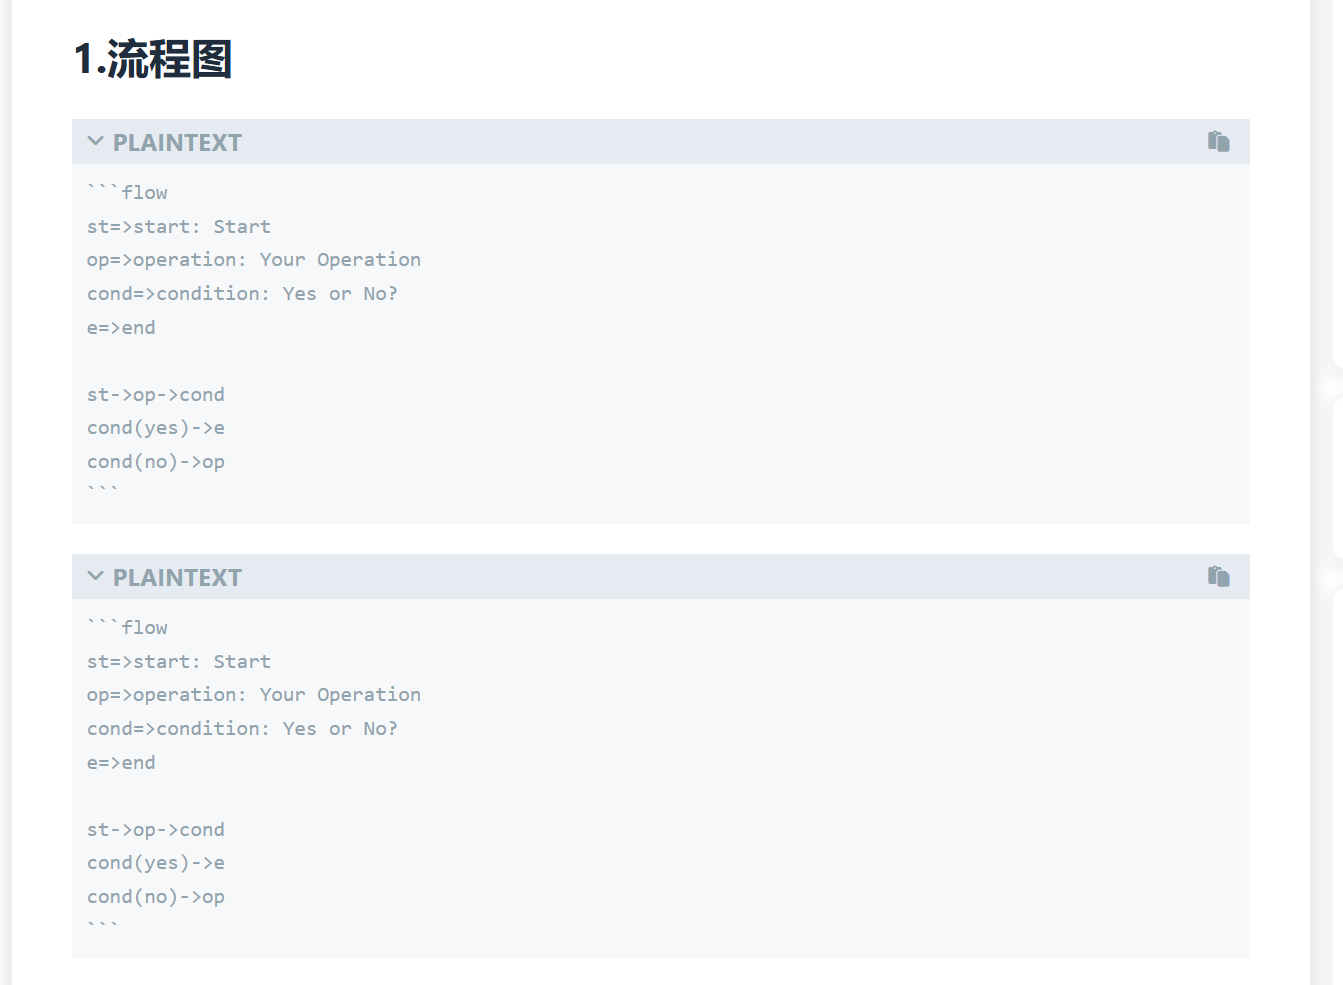 1.流程图
PLAINTEXT
```flow
st=>start: Start
op=>operation: Your Operation
cond=>condition: Yes or No?
e=>end

st->op->cond
cond(yes)->e
cond(no)->op
```
PLAINTEXT
```flow
st=>start: Start
op=>operation: Your Operation
cond=>condition: Yes or No?
e=>end

st->op->cond
cond(yes)->e
cond(no)->op
```